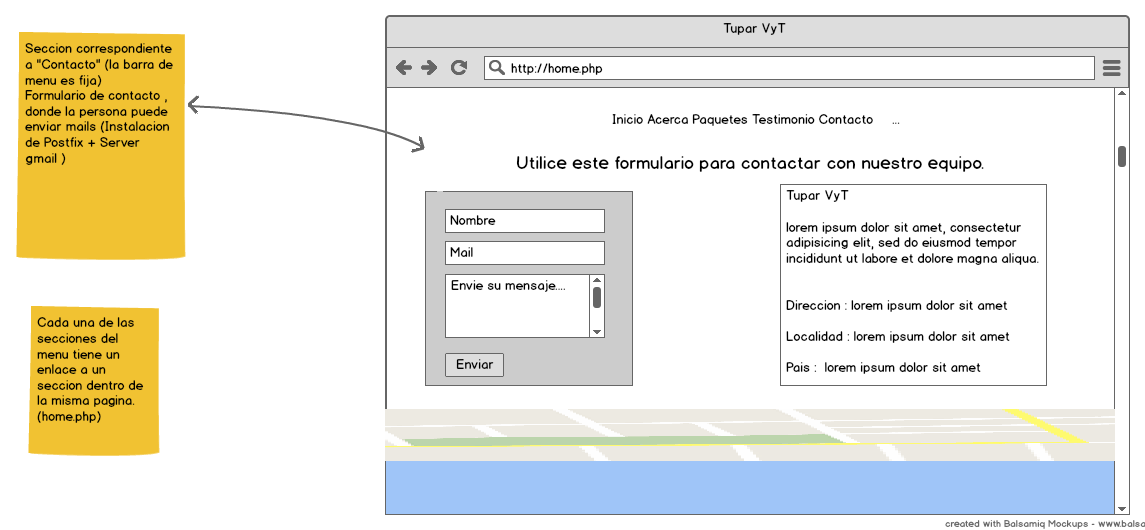 Seccion correspondiente
a "Contacto" (la barra de
menu es fija)
Formulario de contacto ,
donde la persona puede
enviar mails (Instalacion
de Postfix + Server
gmail )
Cada una de las
secciones del
menu tiene un
enlace a un
seccion dentro de
la misma pagina.
(home.php)
Tupar VyT
http://home.php
Inicio Acerca Paquetes Testimonio Contacto ...
Utilice este formulario para contactar con nuestro equipo.
Nombre
Mail
Envie su mensaje....
Enviar
Tupar VyT
lorem ipsum dolor sit amet, consectetur
adipisicing elit, sed do eiusmod tempor
incididunt ut labore et dolore magna aliqua.
Direccion : lorem ipsum dolor sit amet
Localidad : lorem ipsum dolor sit amet
Pais : lorem ipsum dolor sit amet
created with Balsamiq Mockups - www.balsa